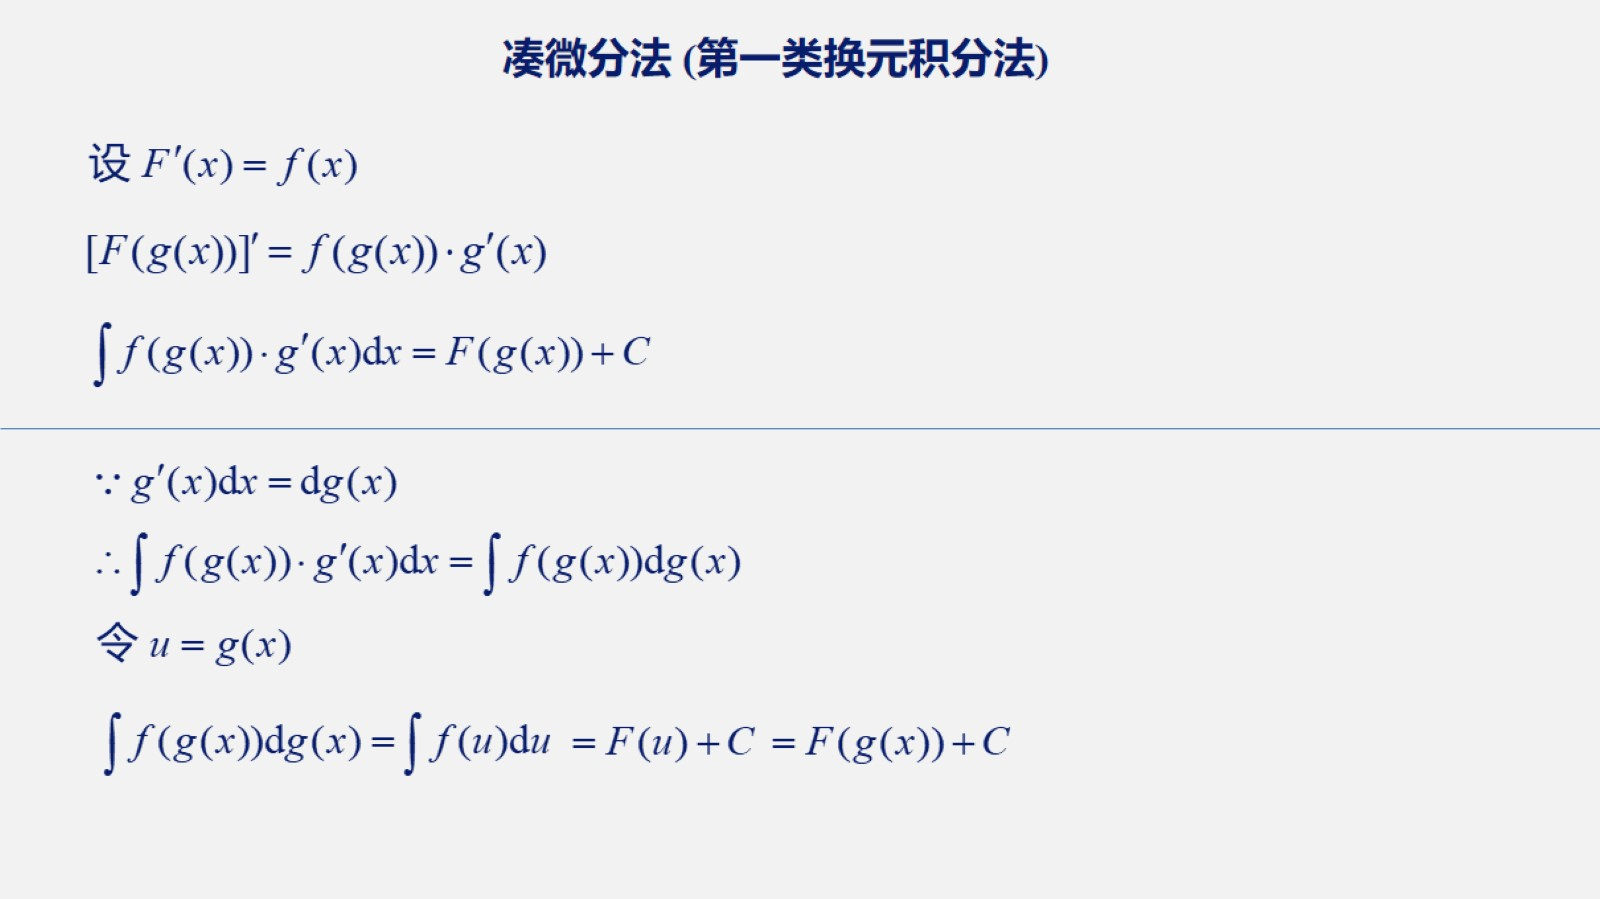 凑微分法 (第一类换元积分法)
设 F′(x) = f(x)
[F(g(x))]′ = f(g(x)) · g′(x)
∫ f(g(x)) · g′(x)dx = F(g(x)) + C
∵ g′(x)dx = dg(x)
∴ ∫ f(g(x)) · g′(x)dx = ∫ f(g(x))dg(x)
令 u = g(x)
∫ f(g(x))dg(x) = ∫ f(u)du = F(u) + C = F(g(x)) + C